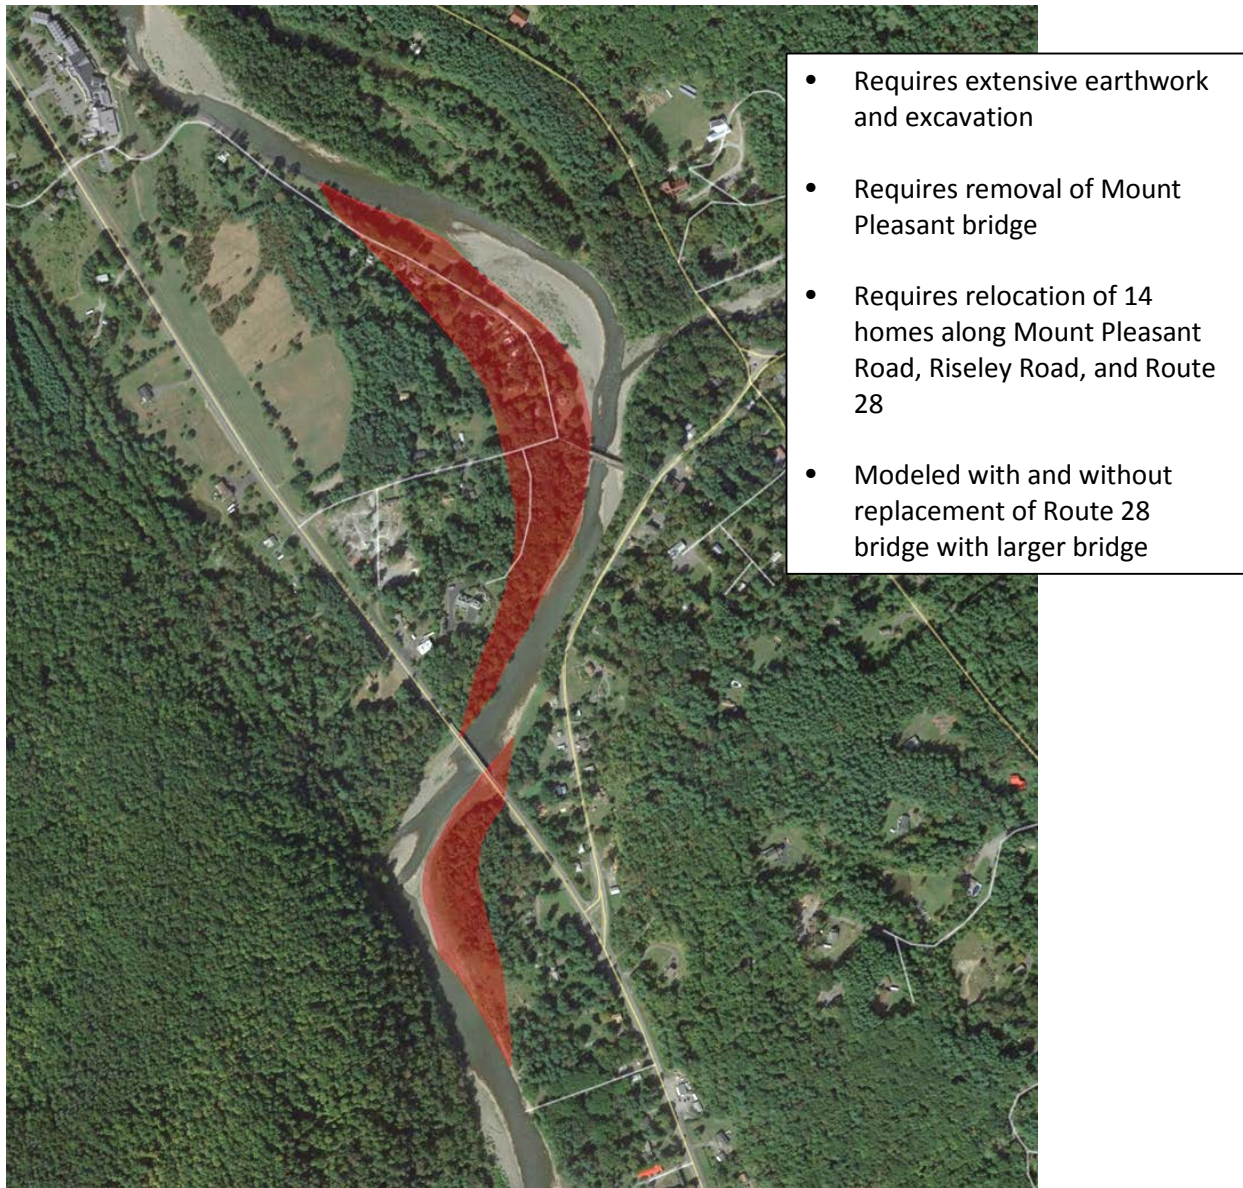 • Requires extensive earthwork
and excavation
• Requires removal of Mount
Pleasant bridge
• Requires relocation of 14
homes along Mount Pleasant
Road, Riseley Road, and Route
28
• Modeled with and without
replacement of Route 28
bridge with larger bridge